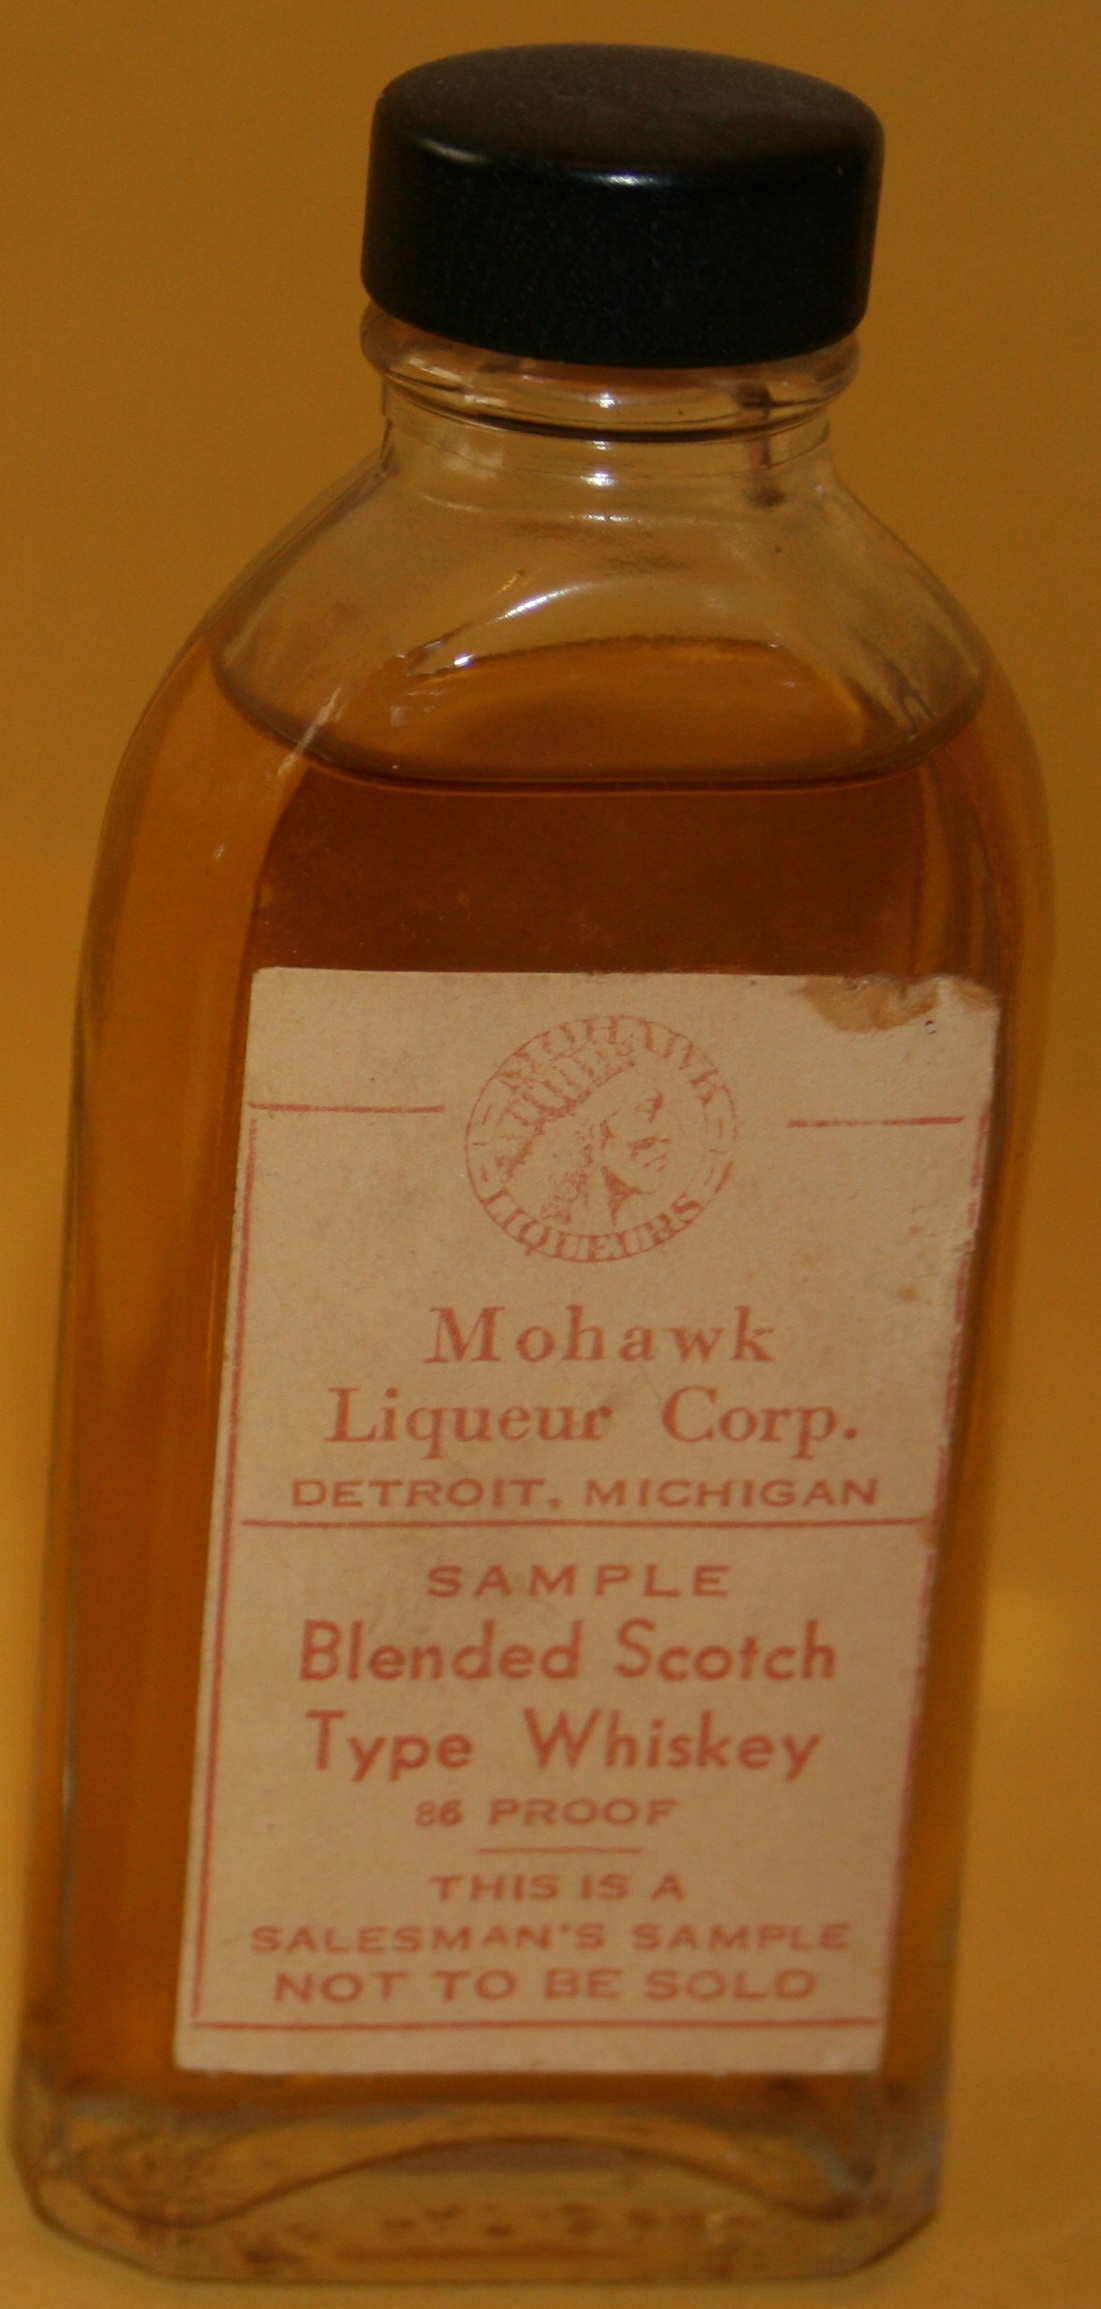 MOHAWK
LIQUEURS
Mohawk
Liqueur Corp.
DETROIT, MICHIGAN
SAMPLE
Blended Scotch
Type Whiskey
86 PROOF
THIS IS A
SALESMAN'S SAMPLE
NOT TO BE SOLD